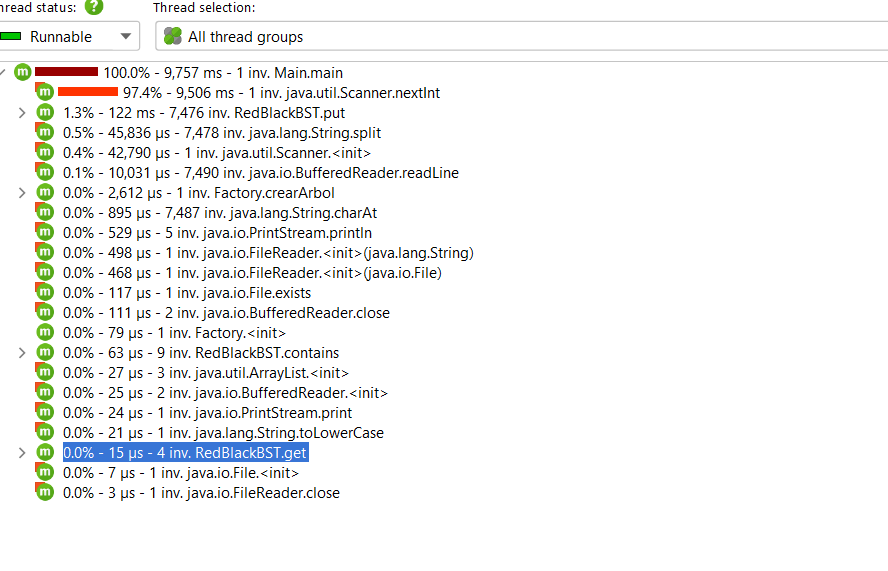 Thread status: ? Thread selection:
Runnable All thread groups
m 100.0% - 9,757 ms - 1 inv. Main.main
m 97.4% - 9,506 ms - 1 inv. java.util.Scanner.nextInt
m 1.3% - 122 ms - 7,476 inv. RedBlackBST.put
m 0.5% - 45,836 µs - 7,478 inv. java.lang.String.split
m 0.4% - 42,790 µs - 1 inv. java.util.Scanner.<init>
m 0.1% - 10,031 µs - 7,490 inv. java.io.BufferedReader.readLine
m 0.0% - 2,612 µs - 1 inv. Factory.crearArbol
m 0.0% - 895 µs - 7,487 inv. java.lang.String.charAt
m 0.0% - 529 µs - 5 inv. java.io.PrintStream.println
m 0.0% - 498 µs - 1 inv. java.io.FileReader.<init>(java.lang.String)
m 0.0% - 468 µs - 1 inv. java.io.FileReader.<init>(java.io.File)
m 0.0% - 117 µs - 1 inv. java.io.File.exists
m 0.0% - 111 µs - 2 inv. java.io.BufferedReader.close
m 0.0% - 79 µs - 1 inv. Factory.<init>
m 0.0% - 63 µs - 9 inv. RedBlackBST.contains
m 0.0% - 27 µs - 3 inv. java.util.ArrayList.<init>
m 0.0% - 25 µs - 2 inv. java.io.BufferedReader.<init>
m 0.0% - 24 µs - 1 inv. java.io.PrintStream.print
m 0.0% - 21 µs - 1 inv. java.lang.String.toLowerCase
m 0.0% - 15 µs - 4 inv. RedBlackBST.get
m 0.0% - 7 µs - 1 inv. java.io.File.<init>
m 0.0% - 3 µs - 1 inv. java.io.FileReader.close